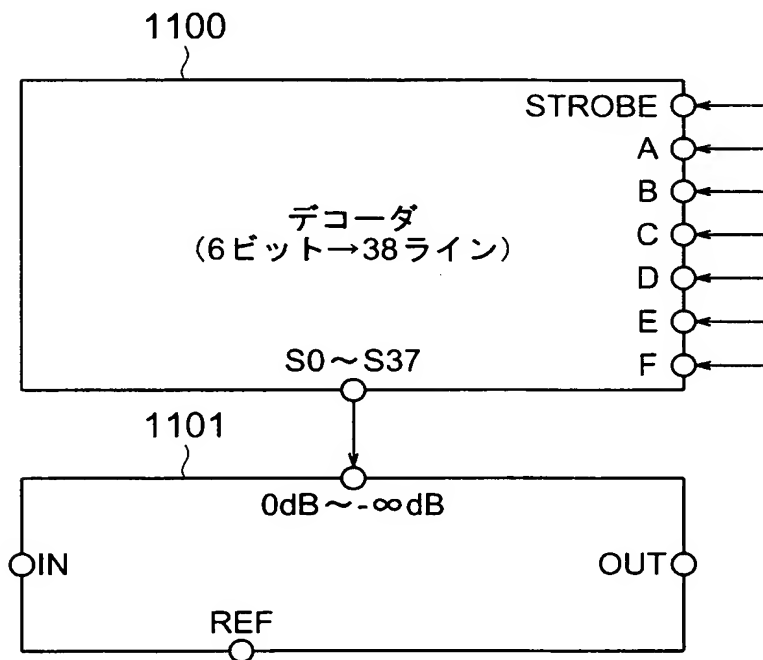 1100
STROBE
A
B
デコーダ
(6ビット→38ライン)
C
D
E
F
S0～S37
1101
0dB～-∞dB
IN
OUT
REF